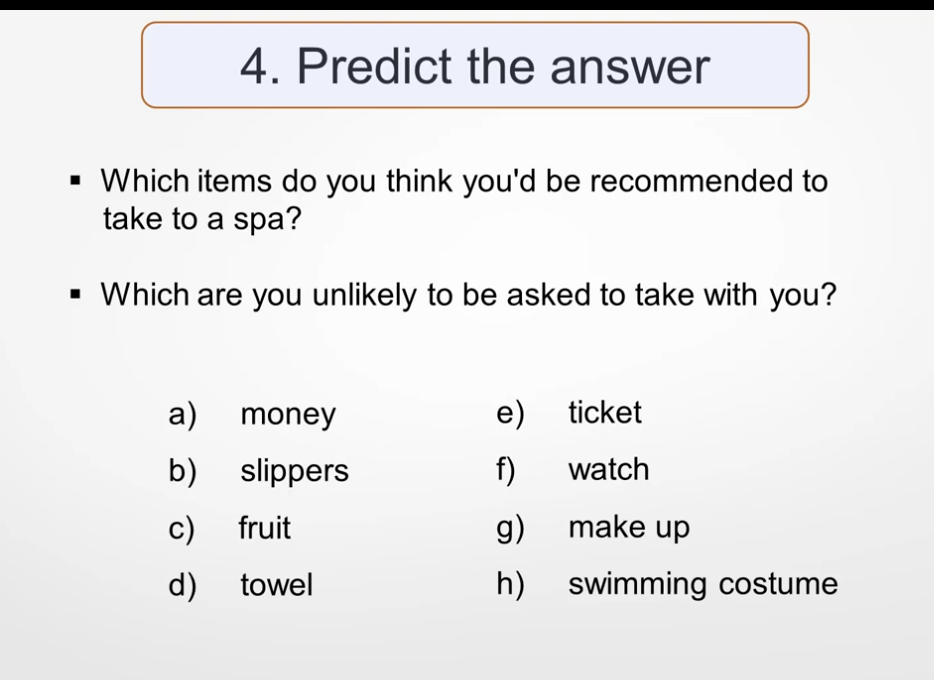 4. Predict the answer
▪ Which items do you think you'd be recommended to
take to a spa?
▪ Which are you unlikely to be asked to take with you?
a) money
b) slippers
c) fruit
d) towel
e) ticket
f) watch
g) make up
h) swimming costume